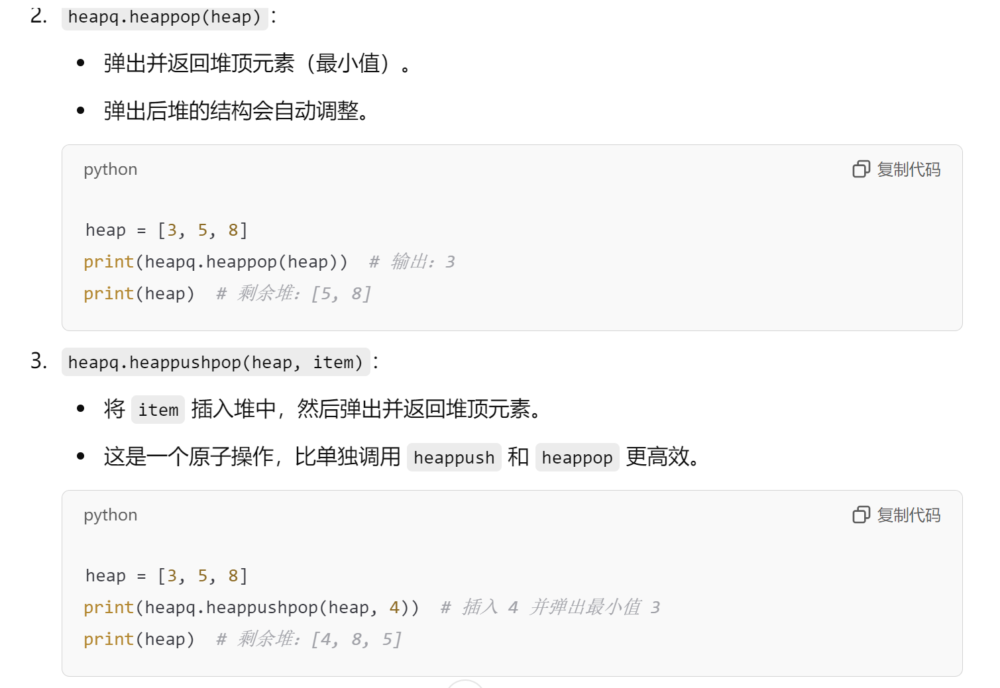 2. heapq.heappop(heap) :
• 弹出并返回堆顶元素（最小值）。
• 弹出后堆的结构会自动调整。
python 复制代码
heap = [3, 5, 8]
print(heapq.heappop(heap))  # 输出：3
print(heap)  # 剩余堆：[5, 8]
3. heapq.heappushpop(heap, item) :
• 将 item 插入堆中，然后弹出并返回堆顶元素。
• 这是一个原子操作，比单独调用 heappush 和 heappop 更高效。
python 复制代码
heap = [3, 5, 8]
print(heapq.heappushpop(heap, 4))  # 插入 4 并弹出最小值 3
print(heap)  # 剩余堆：[4, 8, 5]